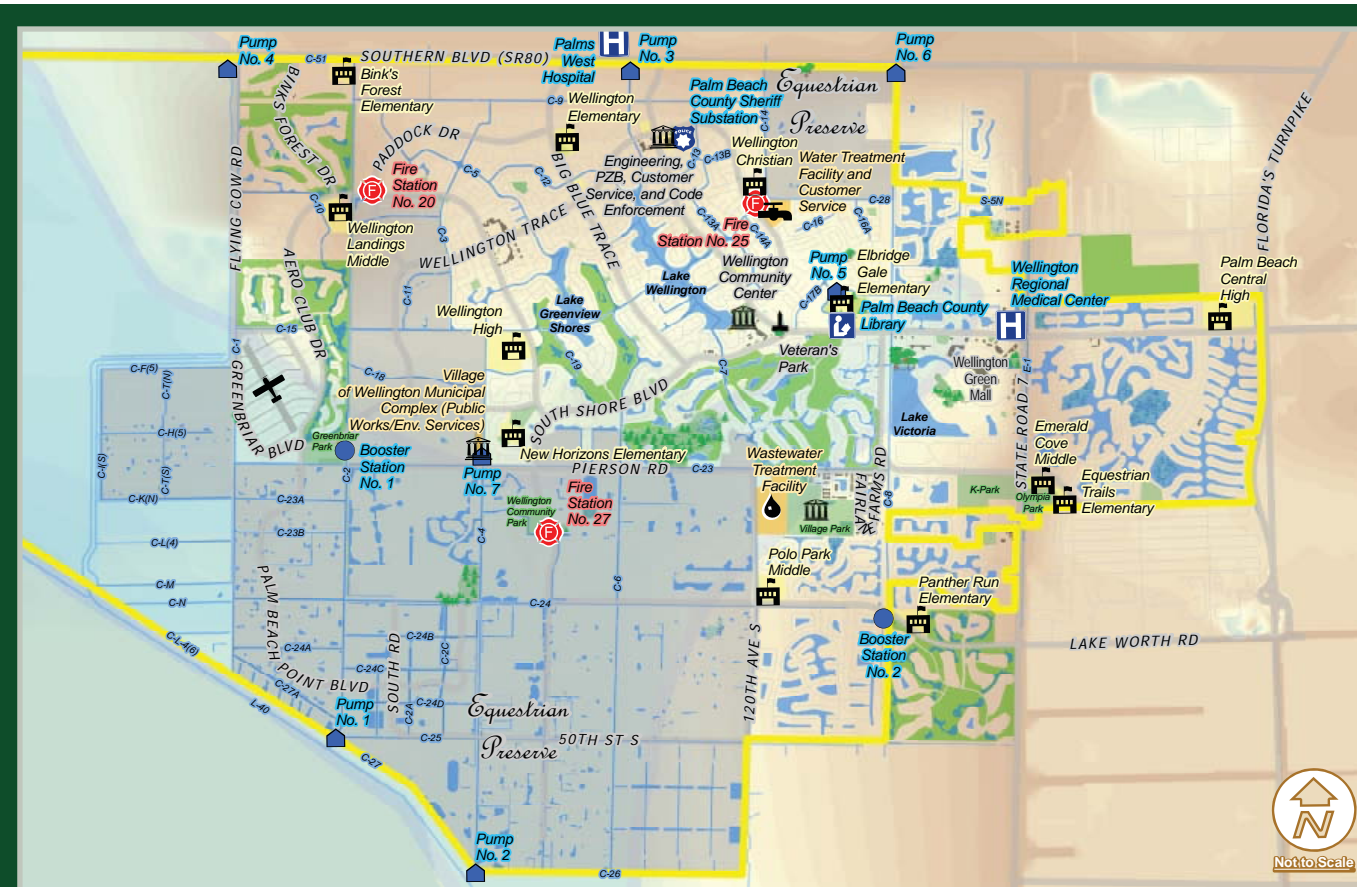 Pump
No. 4
C-51
SOUTHERN BLVD (SR80)
Palms
West
Hospital
H
Pump
No. 3
Pump
No. 6
Bink's
Forest
Elementary
BINKS FOREST DR
PADDOCK DR
C-9
Wellington
Elementary
Palm Beach
County Sheriff
Substation
POLICE
Equestrian
Preserve
C-14
FLORIDA'S TURNPIKE
FLYING COW RD
Fire
Station
No. 20
F
C-5
C-12
BIG BLUE TRACE
Engineering,
PZB, Customer
Service, and Code
Enforcement
C-13
C-13B
Wellington
Christian
Water Treatment
Facility and
Customer
Service
C-10
C-3
WELLINGTON TRACE
C-13A
F
Fire
Station No. 25
C-14A
C-16
C-16A
C-28
S-5N
Wellington
Landings
Middle
AERO CLUB DR
C-11
Lake
Wellington
Wellington
Community
Center
C-17B
Pump
No. 5
Elbridge
Gale
Elementary
Wellington
Regional
Medical Center
H
Palm Beach
Central
High
Palm Beach County
Library
Lake
Greenview
Shores
Wellington
High
C-15
C-1
C-19
C-7
Veteran's
Park
Wellington
Green
Mall
E-1
STATE ROAD 7
C-F(5)
C-T(N)
GREENBRIAR BLVD
C-18
Village
of Wellington Municipal
Complex (Public
Works/Env. Services)
SOUTH SHORE BLVD
Lake
Victoria
Emerald
Cove
Middle
C-H(5)
C-I(S)
C-T(S)
C-K(N)
Greenbriar
Park
Booster
Station
No. 1
C-2
New Horizons Elementary
PIERSON RD
C-23
Pump
No. 7
Wastewater
Treatment
Facility
FAIRLANE
FARMS RD
C-8
K-Park
Olympia
Park
Equestrian
Trails
Elementary
C-23A
Wellington
Community
Park
Fire
Station
No. 27
F
Village Park
C-23B
C-4
C-L(4)
C-6
Polo Park
Middle
C-M
C-N
PALM BEACH POINT BLVD
C-24
Panther Run
Elementary
C-L-4(6)
C-24A
C-24B
C-2C
SOUTH RD
Booster
Station
No. 2
LAKE WORTH RD
C-24C
C-27A
L-40
C-24D
C-2A
120TH AVE S
Pump
No. 1
Equestrian
Preserve
C-25
50TH ST S
C-27
Pump
No. 2
C-26
N
Not to Scale